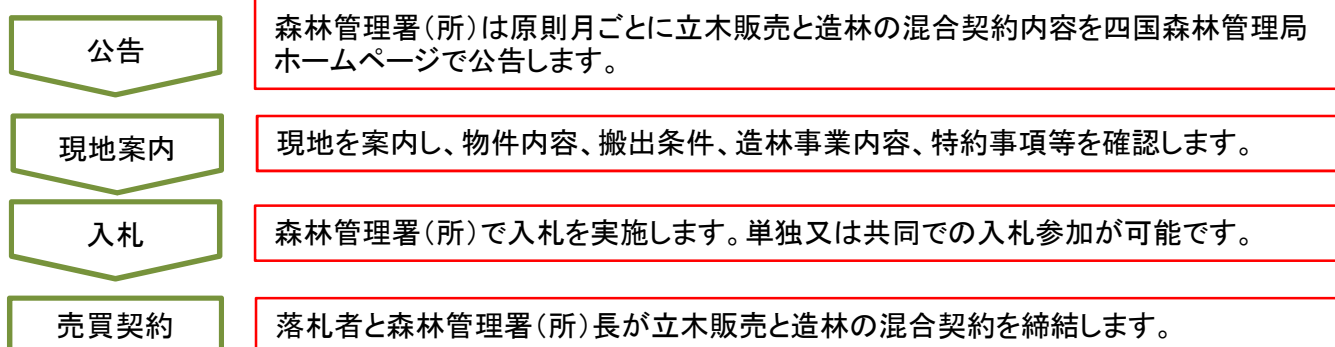 公告
森林管理署（所）は原則月ごとに立木販売と造林の混合契約内容を四国森林管理局
ホームページで公告します。
現地案内
現地を案内し、物件内容、搬出条件、造林事業内容、特約事項等を確認します。
入札
森林管理署（所）で入札を実施します。単独又は共同での入札参加が可能です。
売買契約
落札者と森林管理署（所）長が立木販売と造林の混合契約を締結します。